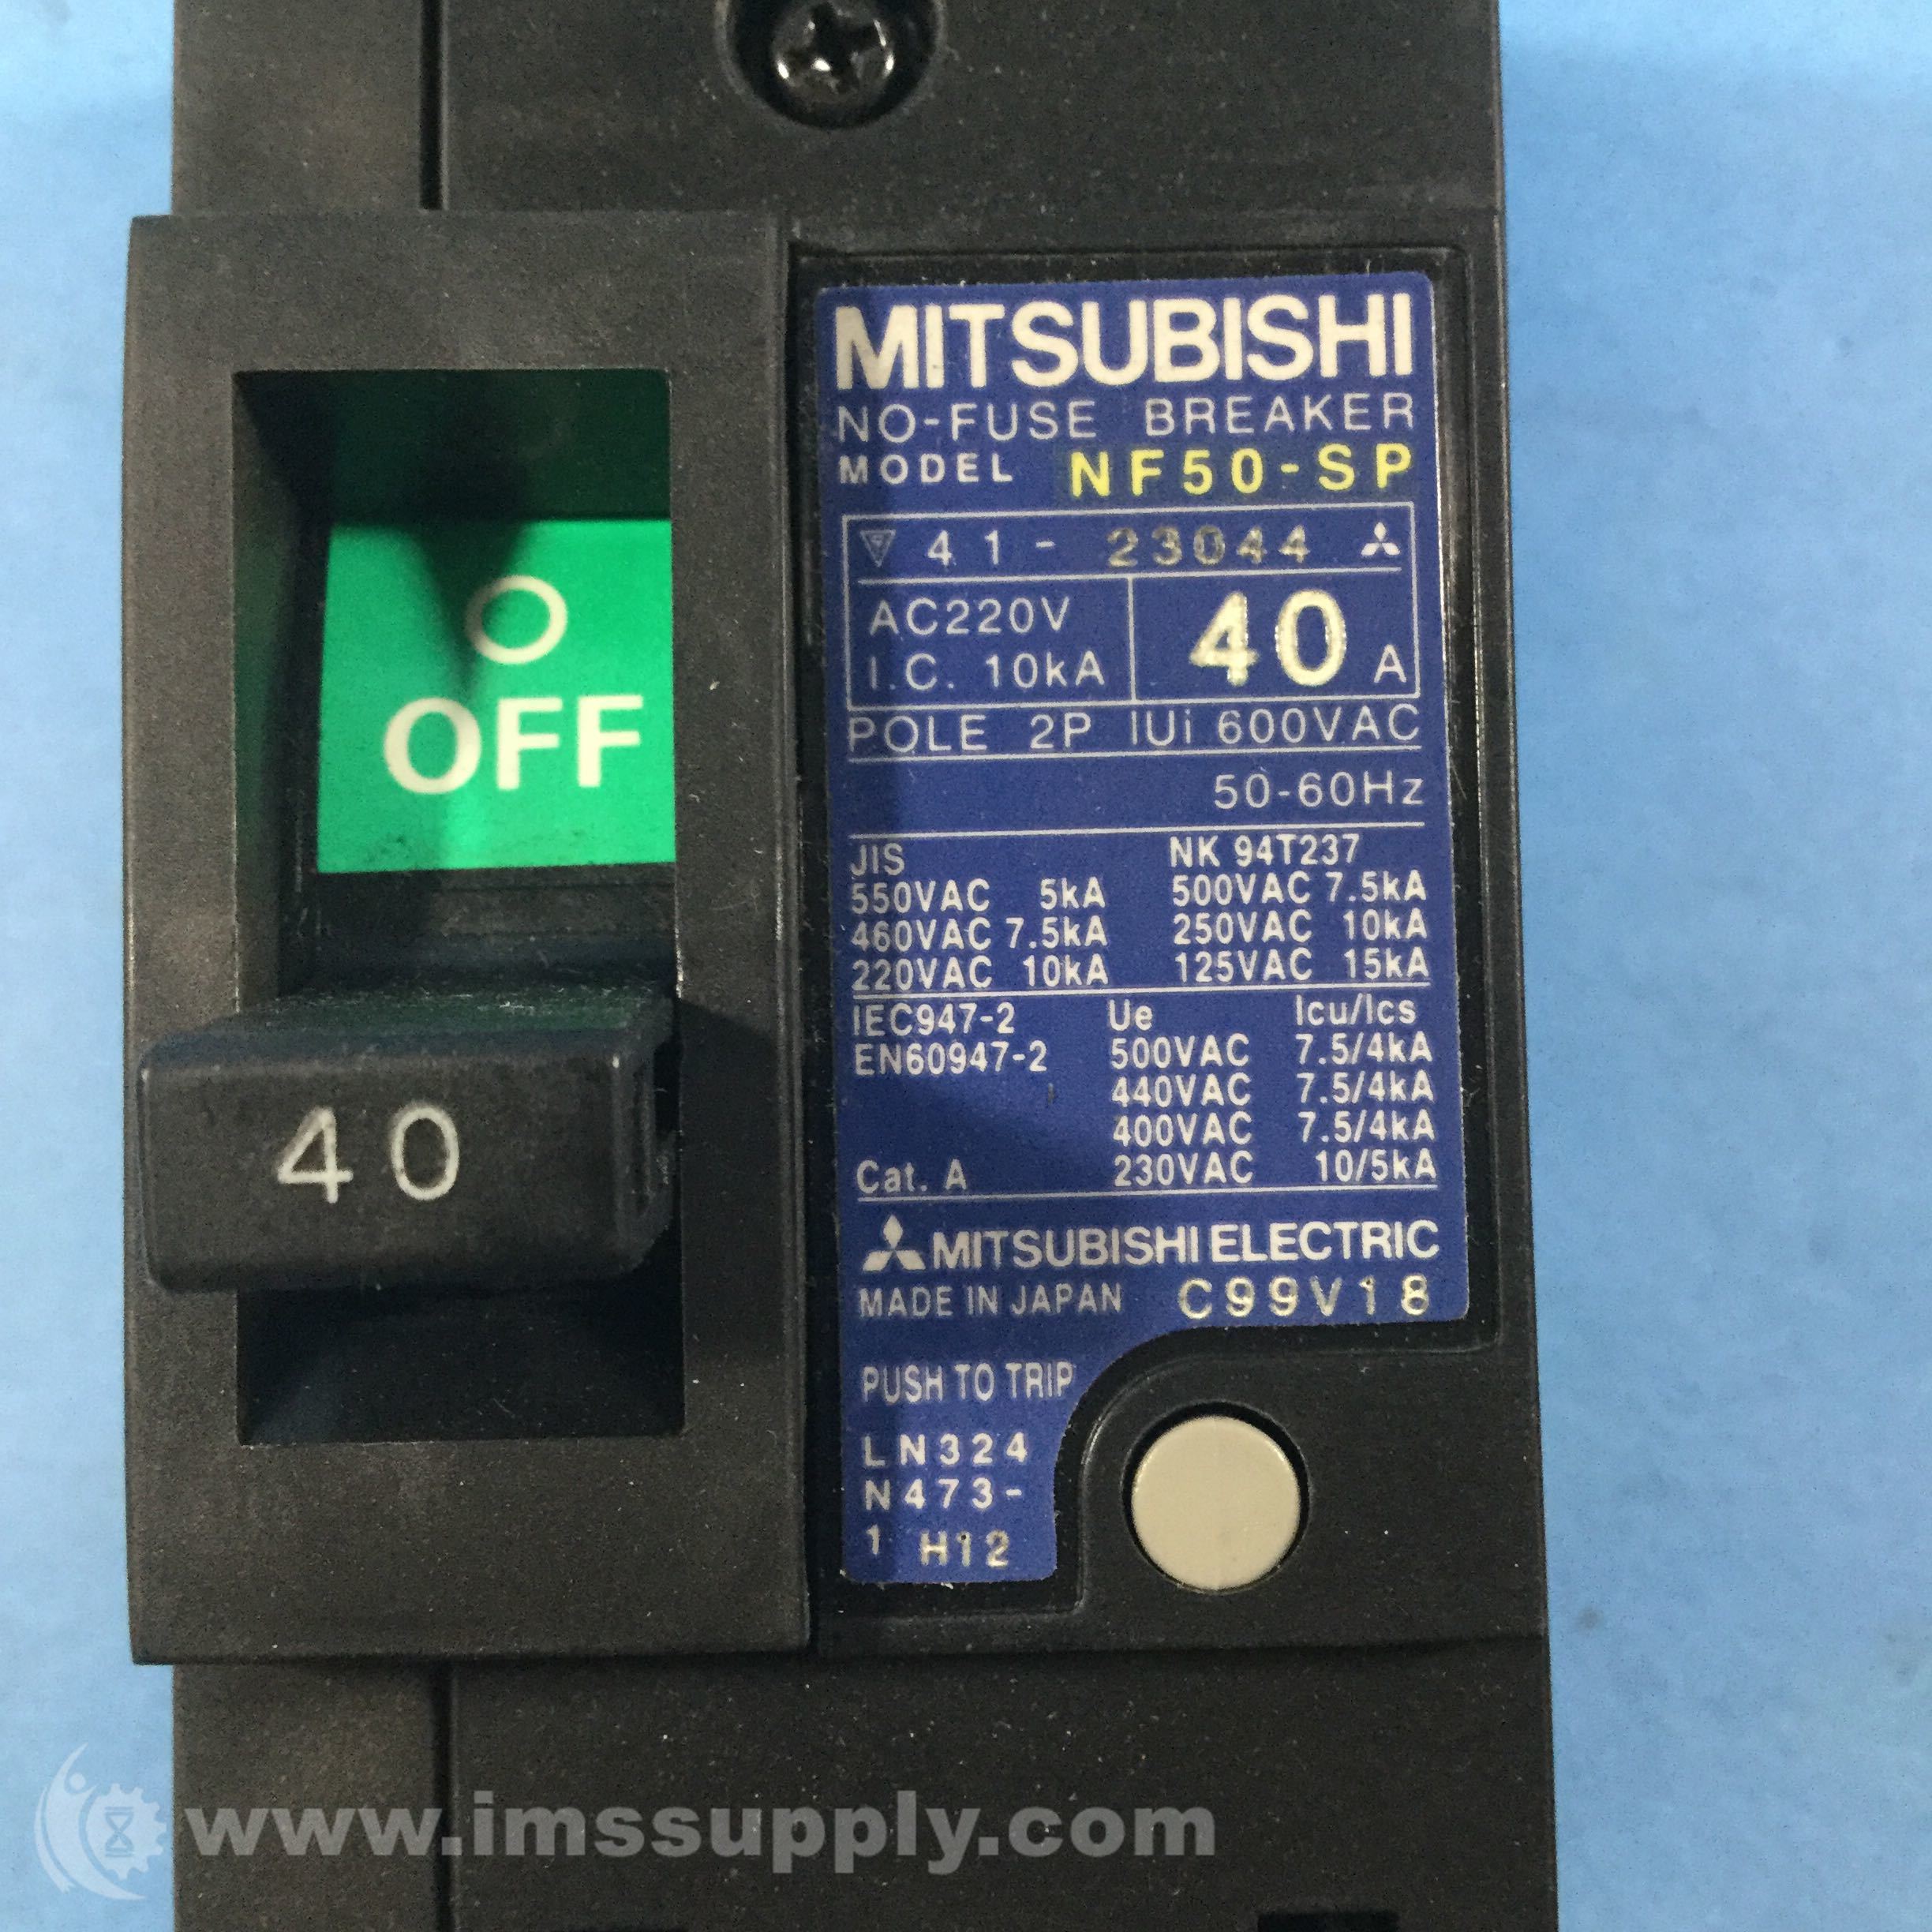 MITSUBISHI
NO-FUSE BREAKER
MODEL NF50-SP
41-23044
AC220V
I.C. 10kA
40 A
POLE 2P Ui 600VAC
50-60Hz
JIS
550VAC 5kA
460VAC 7.5kA
220VAC 10kA
NK 94T237
500VAC 7.5kA
250VAC 10kA
125VAC 15kA
IEC947-2 Ue Icu/Ics
EN60947-2 500VAC 7.5/4kA
440VAC 7.5/4kA
400VAC 7.5/4kA
Cat. A 230VAC 10/5kA
MITSUBISHI ELECTRIC
MADE IN JAPAN C99V18
PUSH TO TRIP
LN324
N473-
1 H12
OFF
40
www.imssupply.com